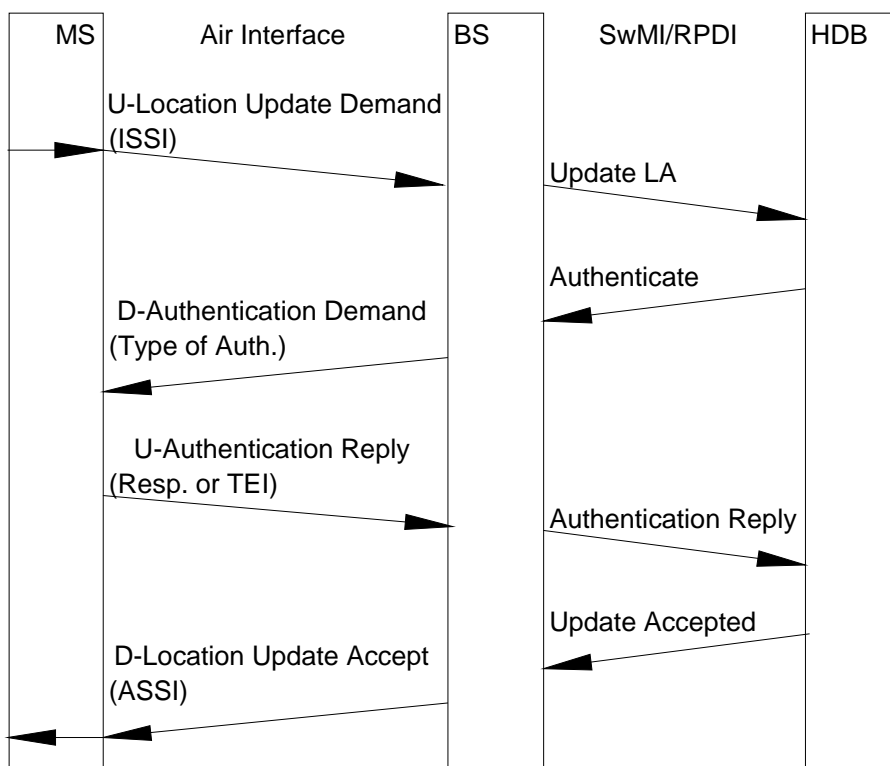 MS Air Interface BS SwMI/RPDI HDB
U-Location Update Demand
(ISSI)
Update LA
Authenticate
D-Authentication Demand
(Type of Auth.)
U-Authentication Reply
(Resp. or TEI)
Authentication Reply
Update Accepted
D-Location Update Accept
(ASSI)